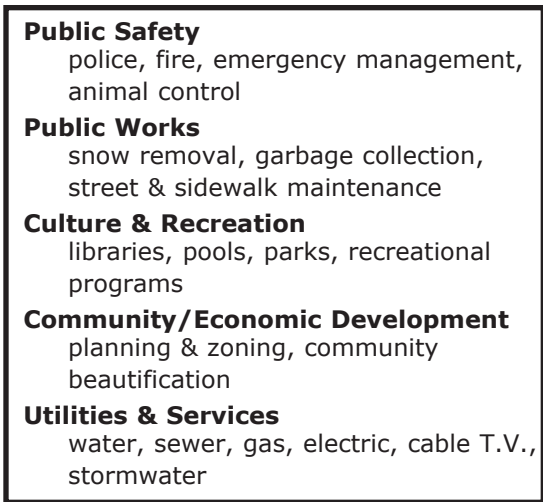 Public Safety
police, fire, emergency management,
animal control
Public Works
snow removal, garbage collection,
street & sidewalk maintenance
Culture & Recreation
libraries, pools, parks, recreational
programs
Community/Economic Development
planning & zoning, community
beautification
Utilities & Services
water, sewer, gas, electric, cable T.V.,
stormwater